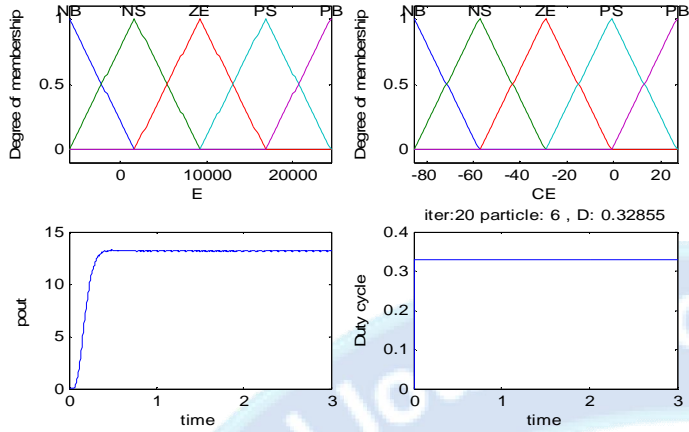 NB NS ZE PS PB
Degree of membership
1
0.5
0
0 10000 20000
E
NB NS ZE PS PB
Degree of membership
1
0.5
0
-80 -60 -40 -20 0 20
CE
pout
15
10
5
0
0 1 2 3
time
iter:20 particle: 6 , D: 0.32855
Duty cycle
0.4
0.3
0.2
0.1
0
0 1 2 3
time